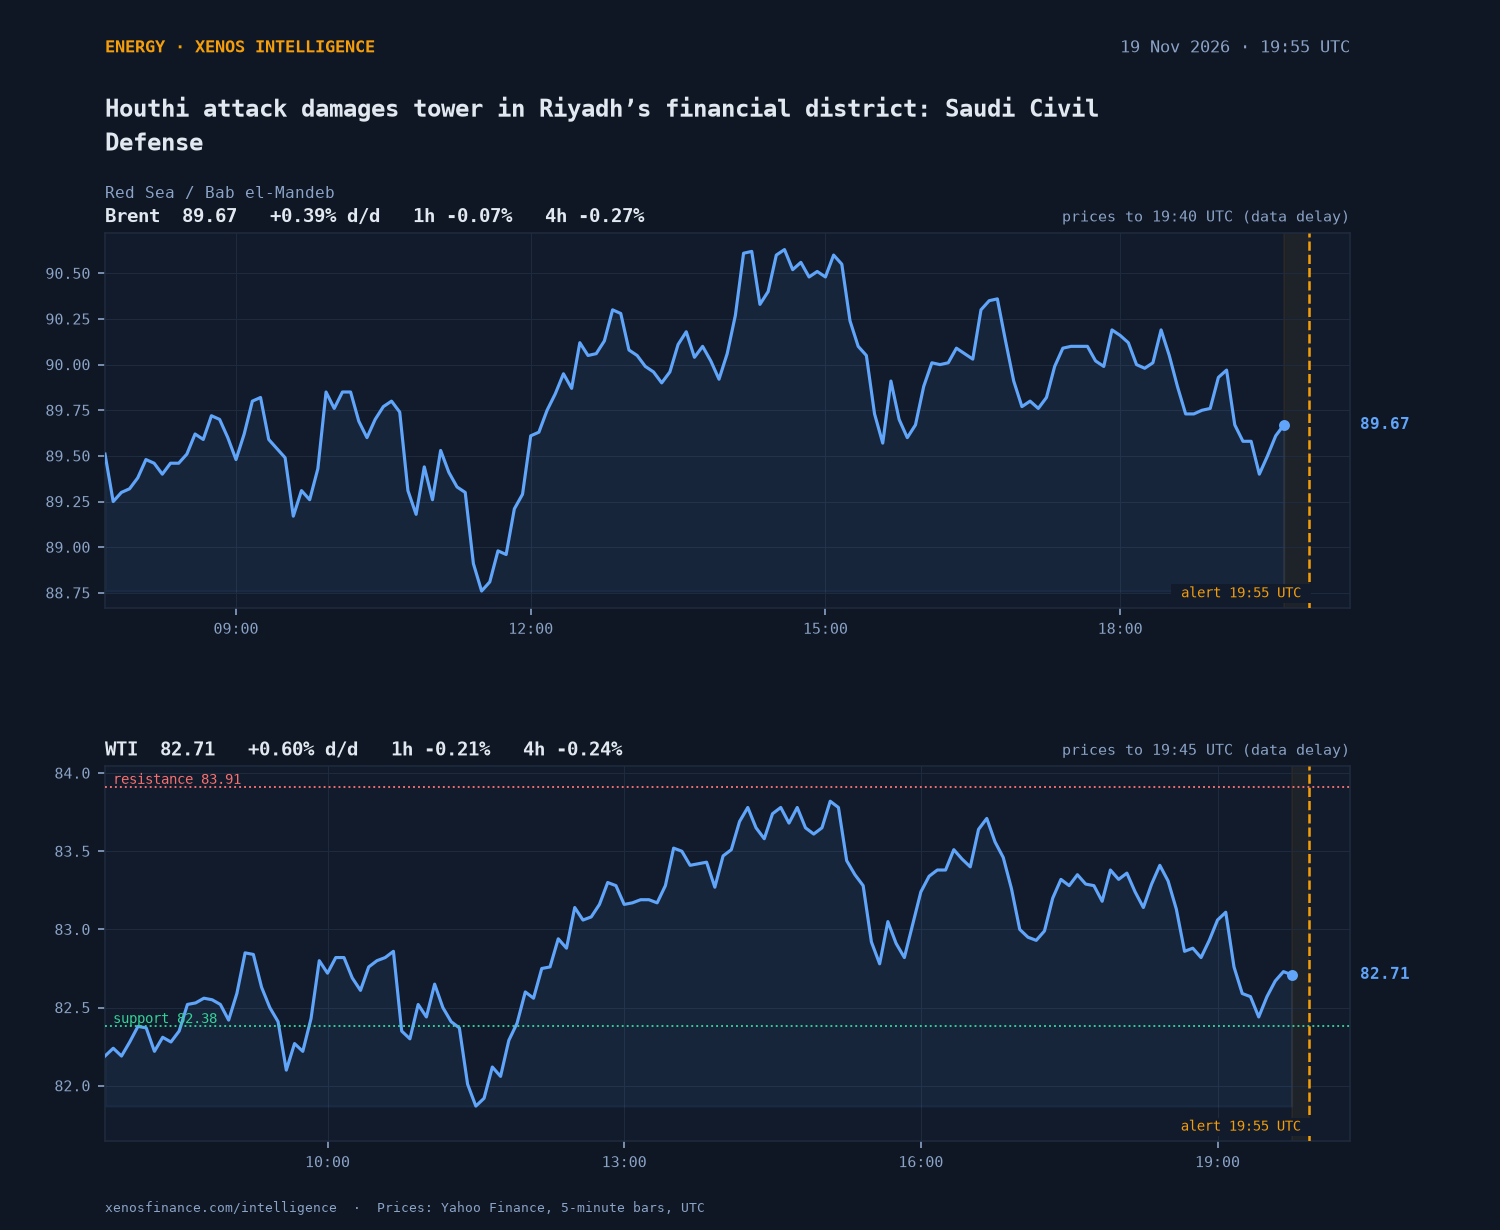 ENERGY · XENOS INTELLIGENCE
19 Nov 2026 · 19:55 UTC
Houthi attack damages tower in Riyadh’s financial district: Saudi Civil
Defense
Red Sea / Bab el-Mandeb
Brent 89.67 +0.39% d/d 1h -0.07% 4h -0.27%
prices to 19:40 UTC (data delay)
90.50
90.25
90.00
89.75
89.50
89.25
89.00
88.75
89.67
alert 19:55 UTC
09:00
12:00
15:00
18:00
WTI 82.71 +0.60% d/d 1h -0.21% 4h -0.24%
prices to 19:45 UTC (data delay)
84.0
83.5
83.0
82.5
82.0
resistance 83.91
support 82.38
82.71
alert 19:55 UTC
10:00
13:00
16:00
19:00
xenosfinance.com/intelligence · Prices: Yahoo Finance, 5-minute bars, UTC